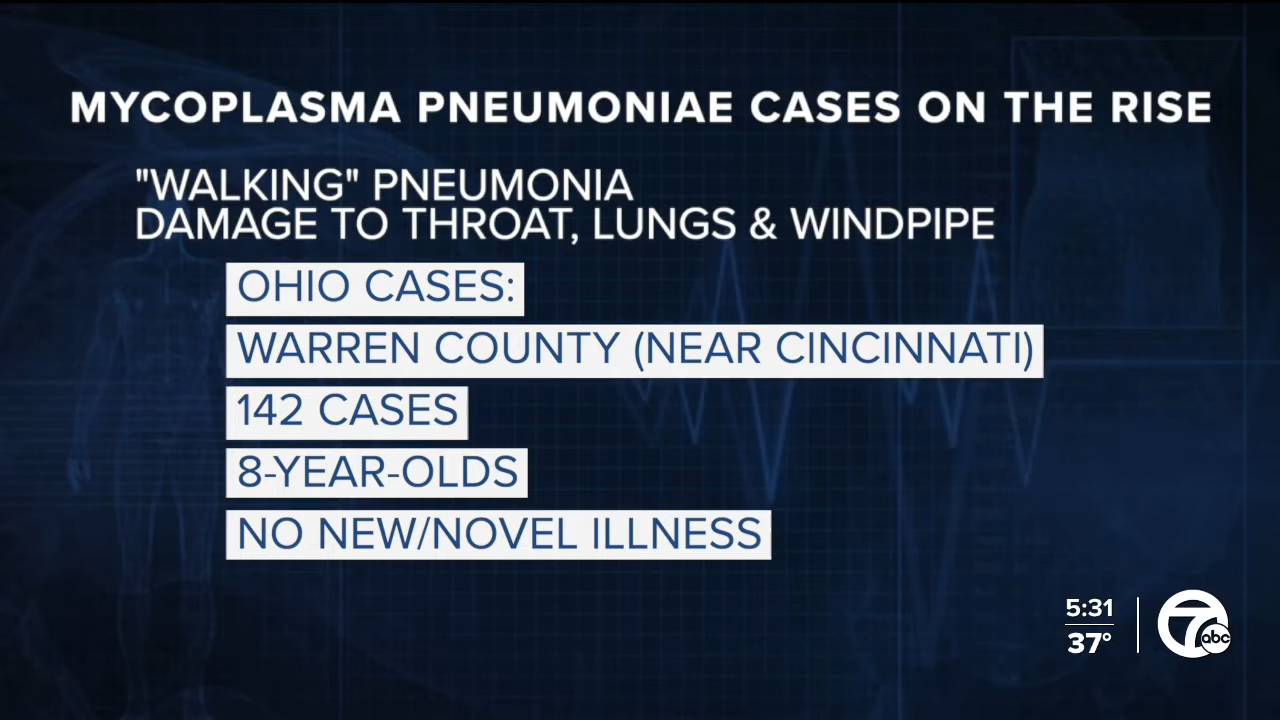 MYCOPLASMA PNEUMONIAE CASES ON THE RISE
"WALKING" PNEUMONIA
DAMAGE TO THROAT, LUNGS & WINDPIPE
OHIO CASES:
WARREN COUNTY (NEAR CINCINNATI)
142 CASES
8-YEAR-OLDS
NO NEW/NOVEL ILLNESS
5:31
37°
7
abc